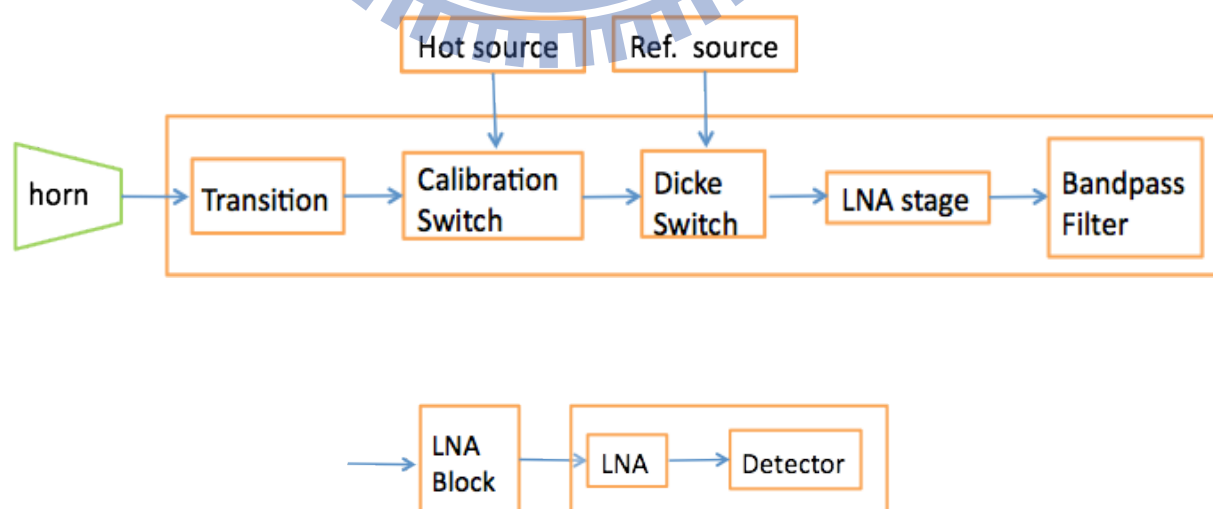 Hot source
Ref. source
horn
Transition
Calibration
Switch
Dicke
Switch
LNA stage
Bandpass
Filter
LNA
Block
LNA
Detector